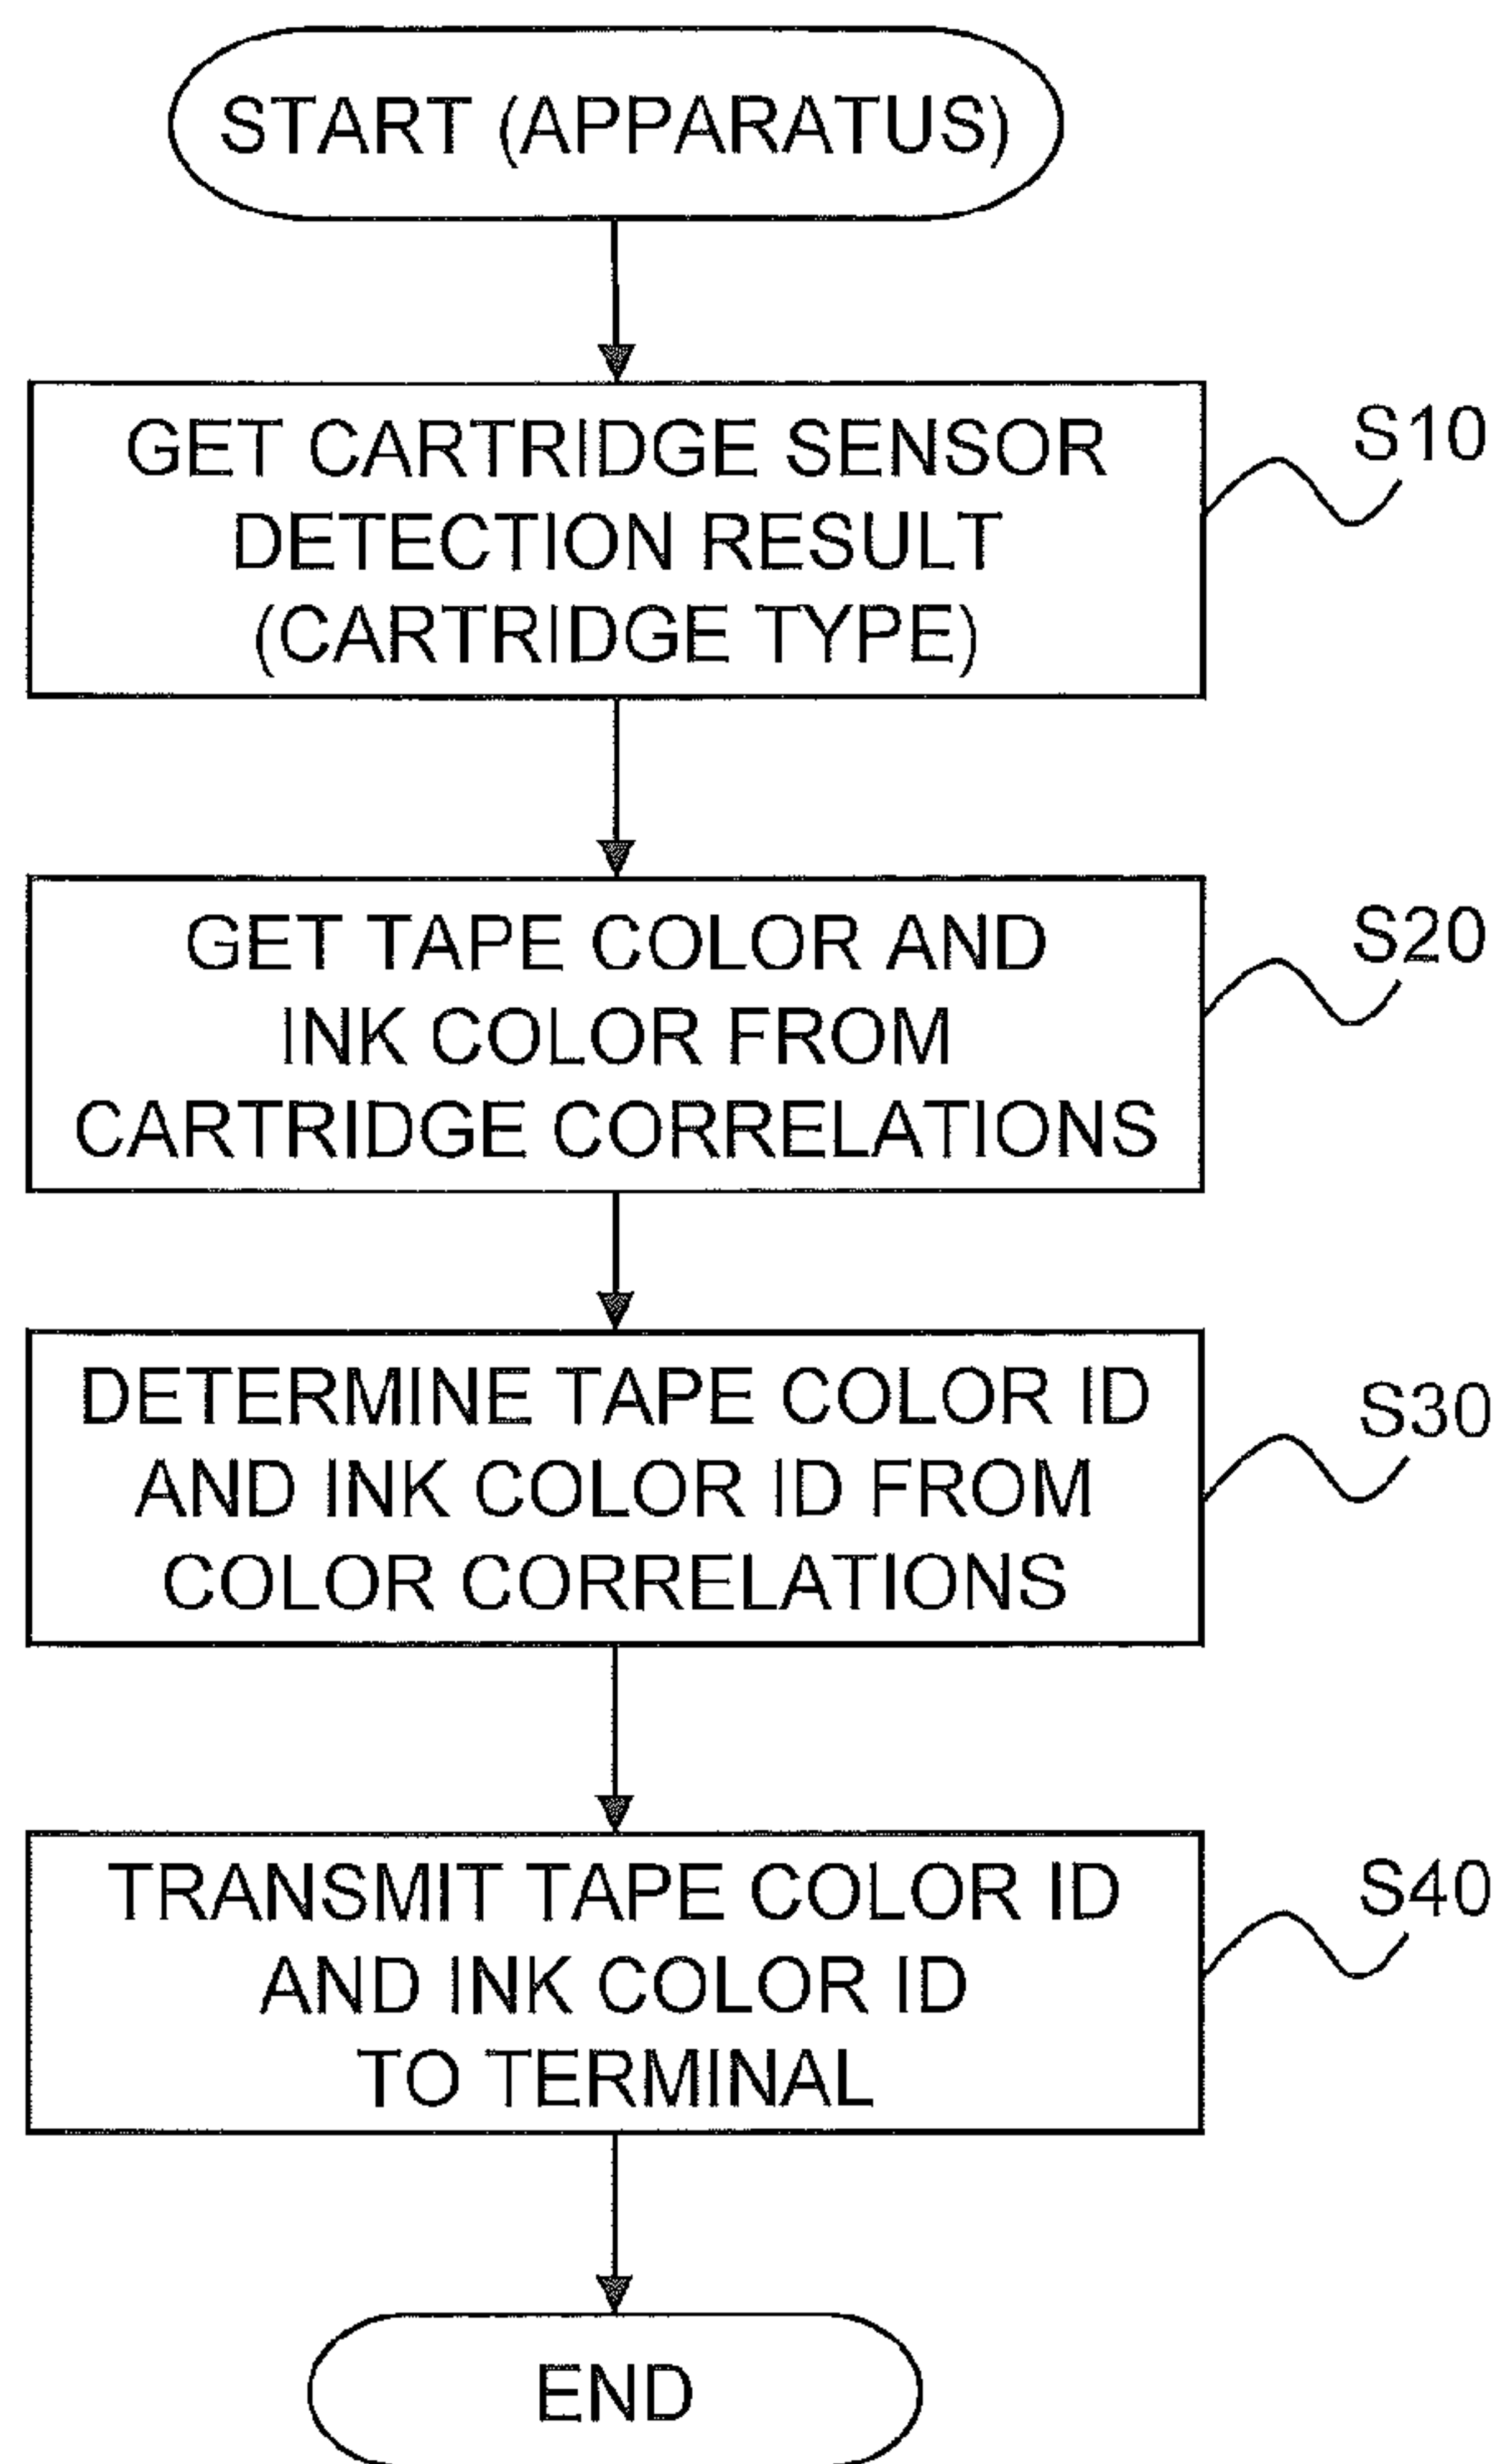 START (APPARATUS)
GET CARTRIDGE SENSOR
DETECTION RESULT
(CARTRIDGE TYPE)
S10
GET TAPE COLOR AND
INK COLOR FROM
CARTRIDGE CORRELATIONS
S20
DETERMINE TAPE COLOR ID
AND INK COLOR ID FROM
COLOR CORRELATIONS
S30
TRANSMIT TAPE COLOR ID
AND INK COLOR ID
TO TERMINAL
S40
END